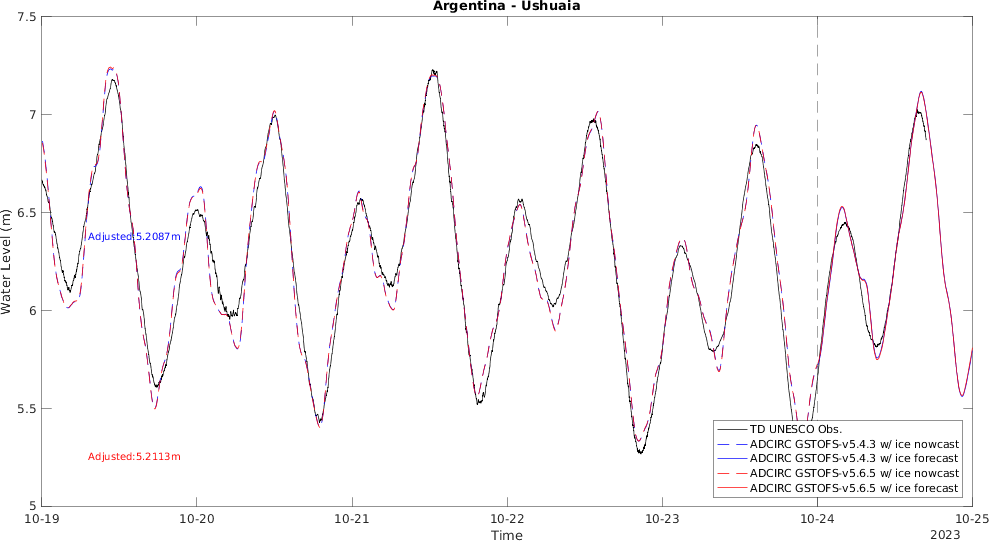 Argentina - Ushuaia
7.5
7
6.5
6
5.5
5
Water Level (m)
Adjusted:5.2087m
Adjusted:5.2113m
TD UNESCO Obs.
ADCIRC GSTOFS-v5.4.3 w/ ice nowcast
ADCIRC GSTOFS-v5.4.3 w/ ice forecast
ADCIRC GSTOFS-v5.6.5 w/ ice nowcast
ADCIRC GSTOFS-v5.6.5 w/ ice forecast
10-19 10-20 10-21 10-22 10-23 10-24 10-25
Time
2023